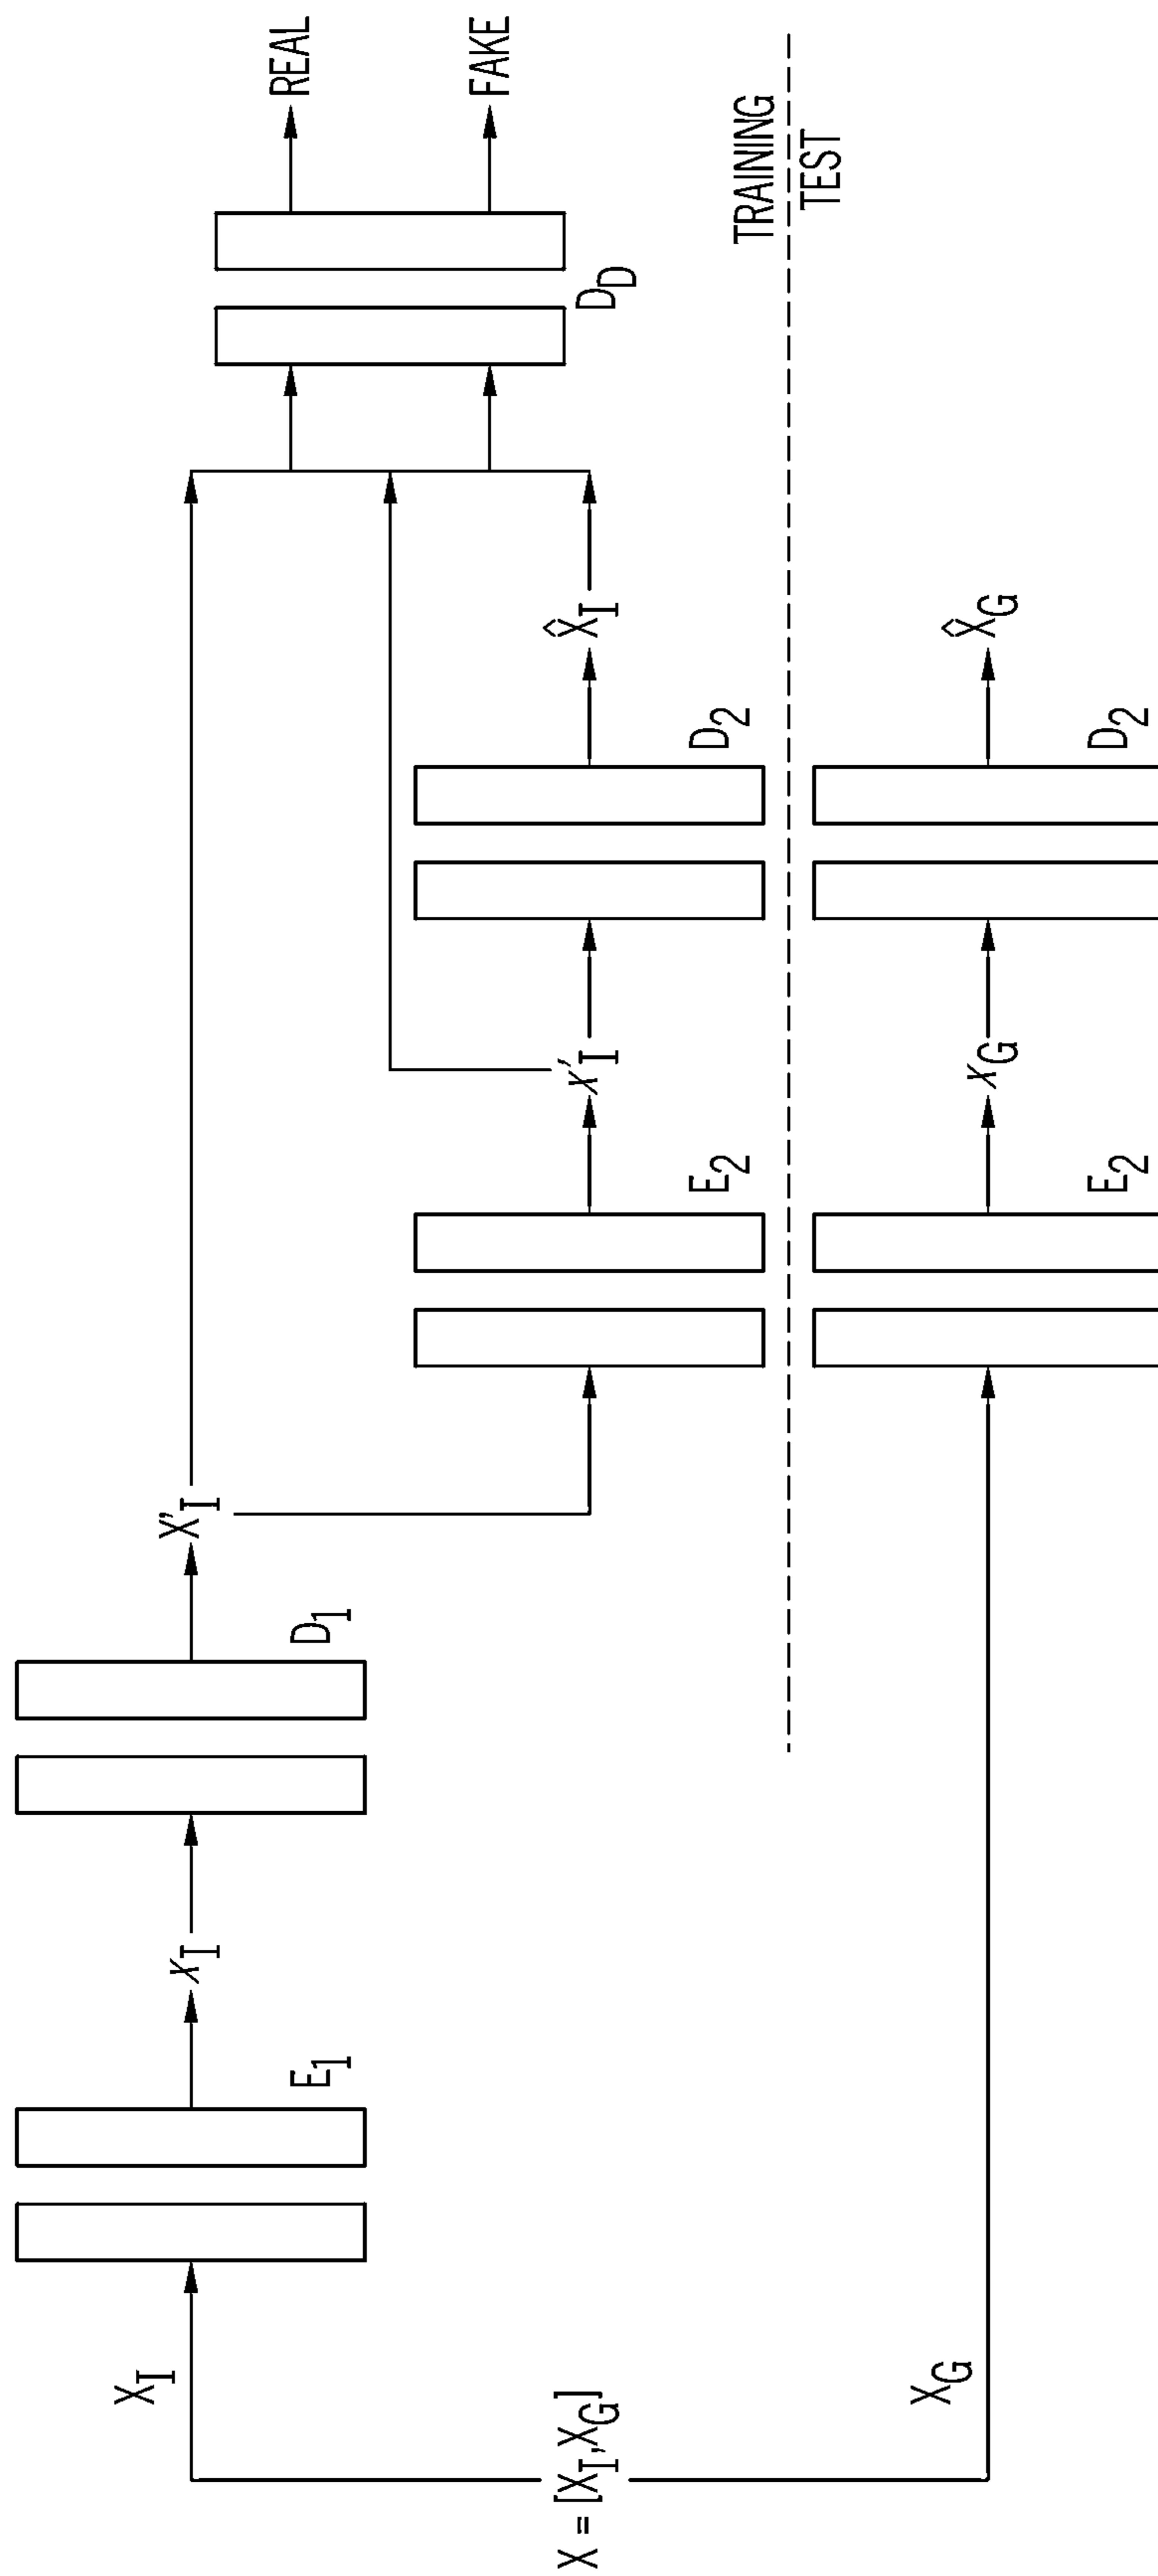 X = [X_I, X_G]
X_I
E_1
x_I
D_1
X'_I
E_2
x'_I
D_2
X̂_I
D_D
REAL
FAKE
TRAINING
TEST
X_G
E_2
x_G
D_2
X̂_G